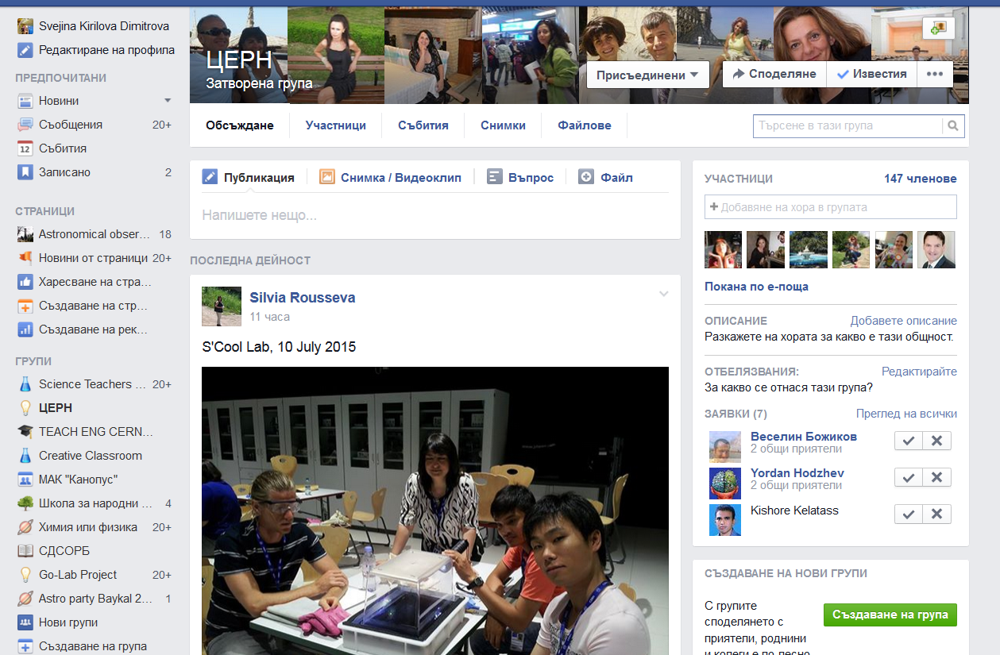 Svejina Kirilova Dimitrova
Редактиране на профила
ПРЕДПОЧИТАНИ
Новини
Съобщения 20+
12 Събития
Записано 2
СТРАНИЦИ
Astronomical obser... 18
Новини от страници 20+
Харесване на стра...
Създаване на стр...
Създаване на рек...
ГРУПИ
Science Teachers ... 20+
ЦЕРН
TEACH ENG CERN...
Creative Classroom
МАК "Канопус"
Школа за народни ... 4
Химия или физика 20+
СДСОРБ
Go-Lab Project 20+
Astro party Baykal 2... 1
Нови групи
Създаване на група
ЦЕРН
Затворена група
Присъединени
Споделяне
Известия
Обсъждане Участници Събития Снимки Файлове
Търсене в тази група
Публикация Снимка / Видеоклип Въпрос Файл
Напишете нещо...
ПОСЛЕДНА ДЕЙНОСТ
Silvia Rousseva
11 часа
S'Cool Lab, 10 July 2015
УЧАСТНИЦИ 147 членове
Добавяне на хора в групата
Покана по е-поща
ОПИСАНИЕ Добавете описание
Разкажете на хората за какво е тази общност.
ОТБЕЛЯЗВАНИЯ: Редактирайте
За какво се отнася тази група?
ЗАЯВКИ (7) Преглед на всички
Веселин Божиков
2 общи приятели
Yordan Hodzhev
2 общи приятели
Kishore Kelatass
СЪЗДАВАНЕ НА НОВИ ГРУПИ
С групите
споделянето с
приятели, роднини
и колеги е по-лесно
Създаване на група